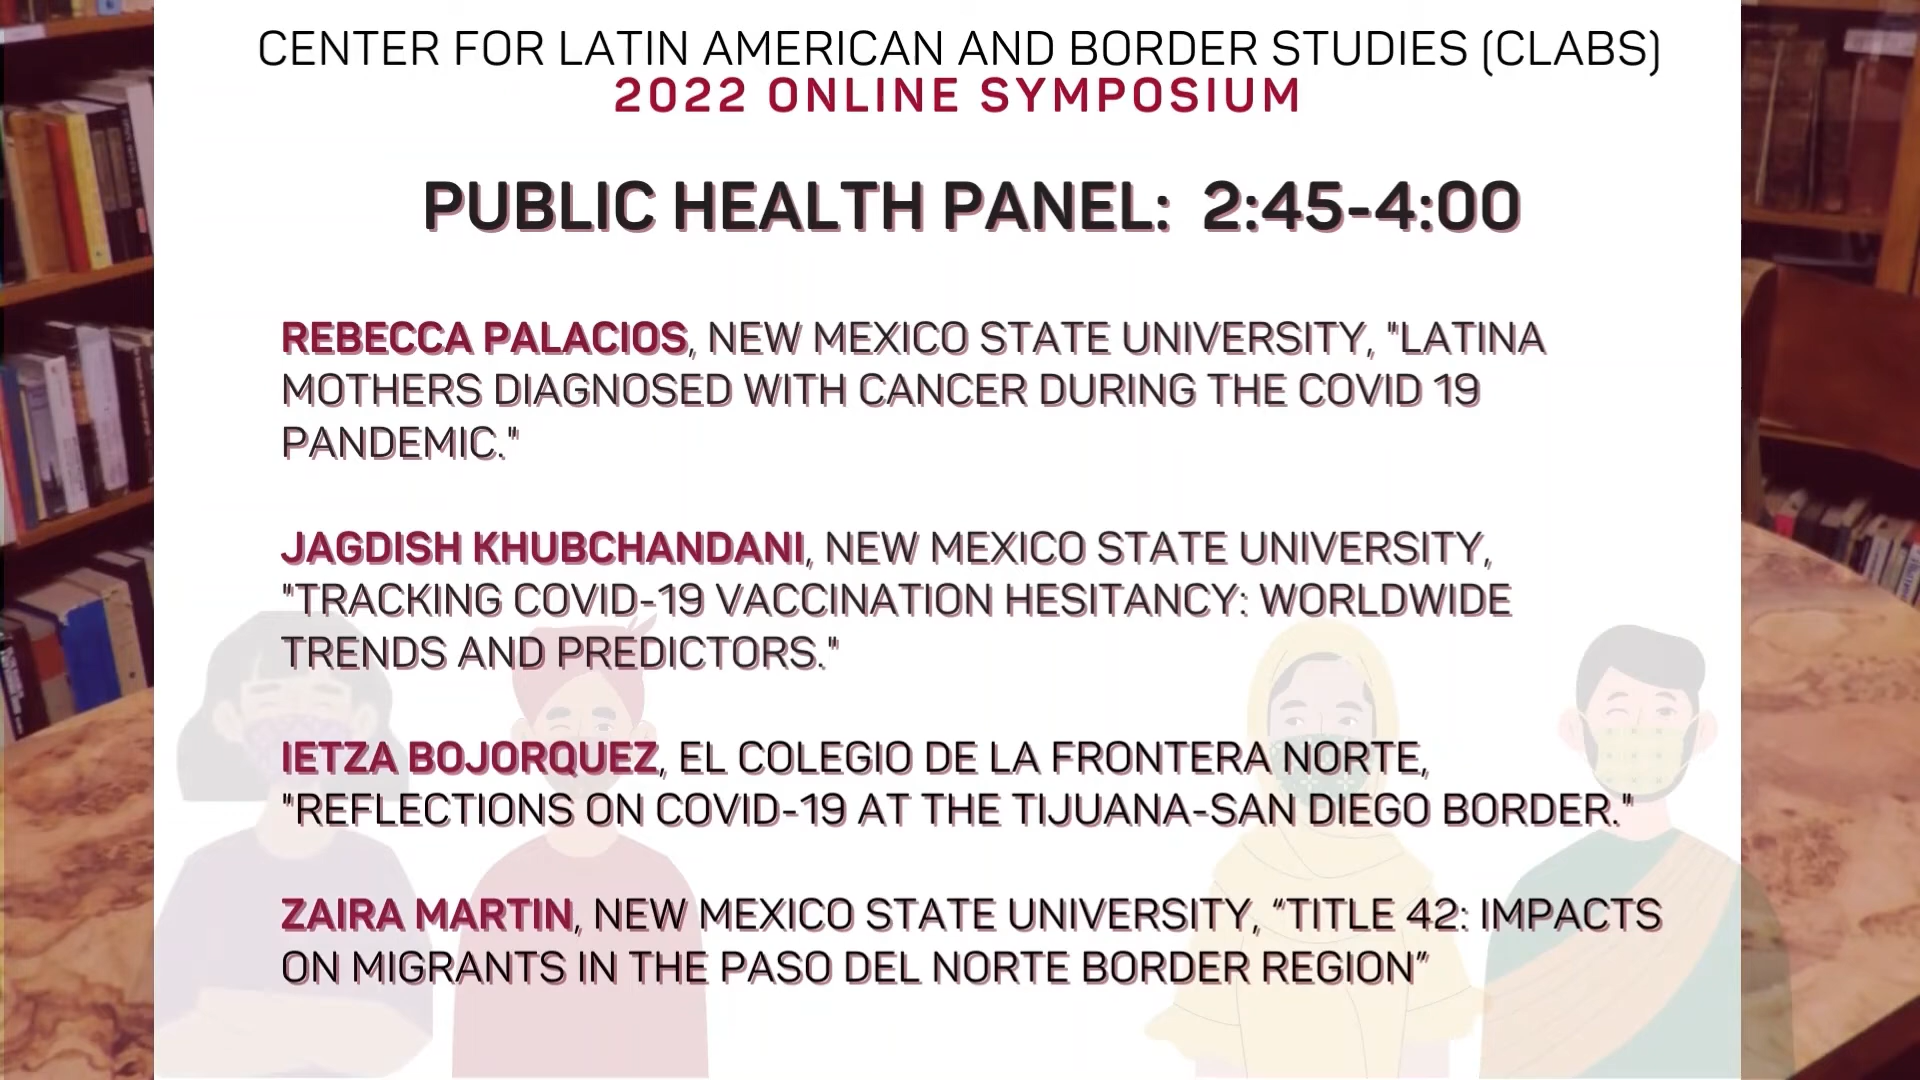 CENTER FOR LATIN AMERICAN AND BORDER STUDIES (CLABS)
2022 ONLINE SYMPOSIUM
PUBLIC HEALTH PANEL: 2:45-4:00
REBECCA PALACIOS, NEW MEXICO STATE UNIVERSITY, "LATINA
MOTHERS DIAGNOSED WITH CANCER DURING THE COVID 19
PANDEMIC."
JAGDISH KHUBCHANDANI, NEW MEXICO STATE UNIVERSITY,
"TRACKING COVID-19 VACCINATION HESITANCY: WORLDWIDE
TRENDS AND PREDICTORS."
IETZA BOJORQUEZ, EL COLEGIO DE LA FRONTERA NORTE,
"REFLECTIONS ON COVID-19 AT THE TIJUANA-SAN DIEGO BORDER."
ZAIRA MARTIN, NEW MEXICO STATE UNIVERSITY, “TITLE 42: IMPACTS
ON MIGRANTS IN THE PASO DEL NORTE BORDER REGION”